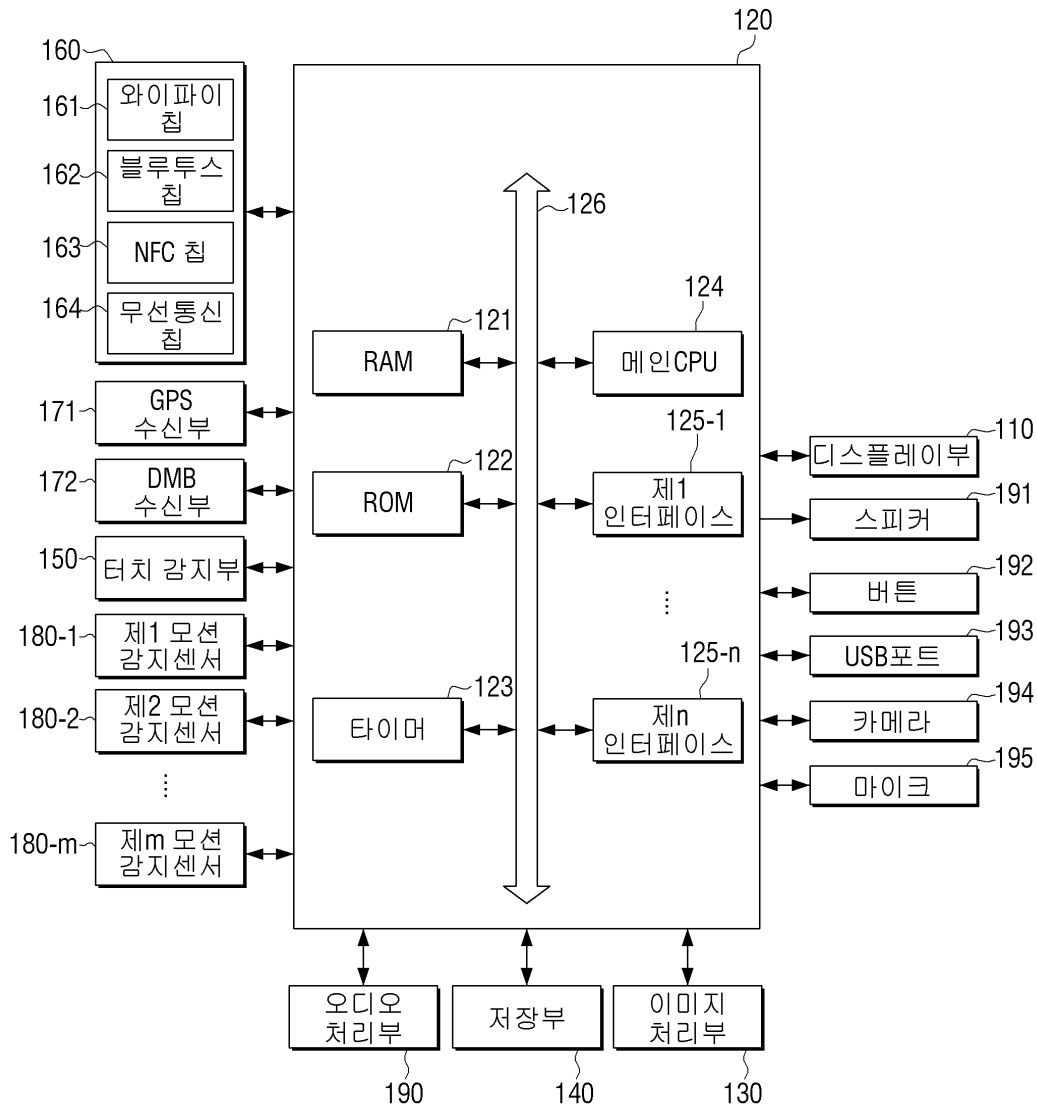 120
160
161
와이파이
칩
162
블루투스
칩
163
NFC 칩
164
무선통신
칩
126
121
RAM
124
메인CPU
171
GPS
수신부
172
DMB
수신부
150
터치 감지부
180-1
제1 모션
감지센서
180-2
제2 모션
감지센서
180-m
제m 모션
감지센서
122
ROM
125-1
제1
인터페이스
123
타이머
125-n
제n
인터페이스
110
디스플레이부
191
스피커
192
버튼
193
USB포트
194
카메라
195
마이크
오디오
처리부
190
저장부
140
이미지
처리부
130